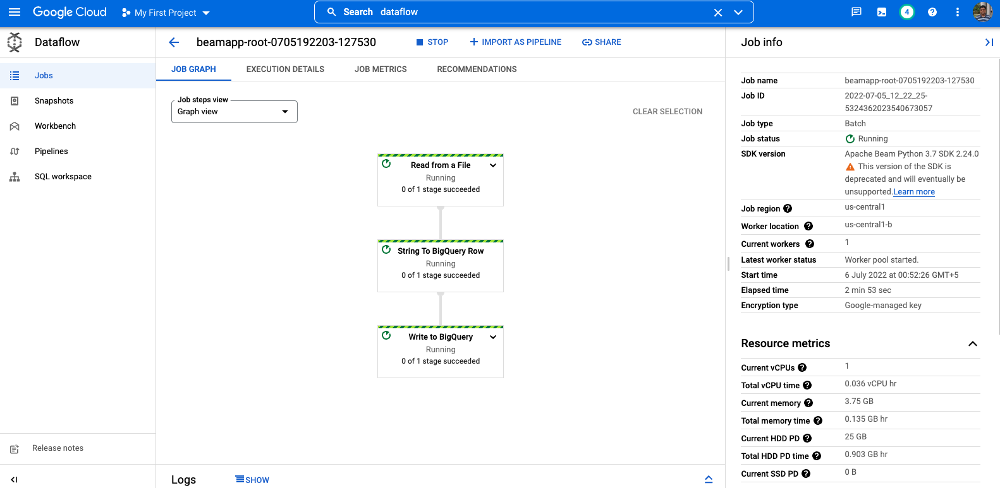 Google Cloud
My First Project
Search dataflow
4
Dataflow
Jobs
Snapshots
Workbench
Pipelines
SQL workspace
Release notes
beamapp-root-0705192203-127530
STOP
IMPORT AS PIPELINE
SHARE
JOB GRAPH
EXECUTION DETAILS
JOB METRICS
RECOMMENDATIONS
Job steps view
Graph view
CLEAR SELECTION
Read from a File
Running
0 of 1 stage succeeded
String To BigQuery Row
Running
0 of 1 stage succeeded
Write to BigQuery
Running
0 of 1 stage succeeded
Logs
SHOW
Job info
Job name beamapp-root-0705192203-127530
Job ID 2022-07-05_12_22_25-
5324362023540673057
Job type Batch
Job status Running
SDK version Apache Beam Python 3.7 SDK 2.24.0
This version of the SDK is
deprecated and will eventually be
unsupported.Learn more
Job region us-central1
Worker location us-central1-b
Current workers 1
Latest worker status Worker pool started.
Start time 6 July 2022 at 00:52:26 GMT+5
Elapsed time 2 min 53 sec
Encryption type Google-managed key
Resource metrics
Current vCPUs 1
Total vCPU time 0.036 vCPU hr
Current memory 3.75 GB
Total memory time 0.135 GB hr
Current HDD PD 25 GB
Total HDD PD time 0.903 GB hr
Current SSD PD 0 B